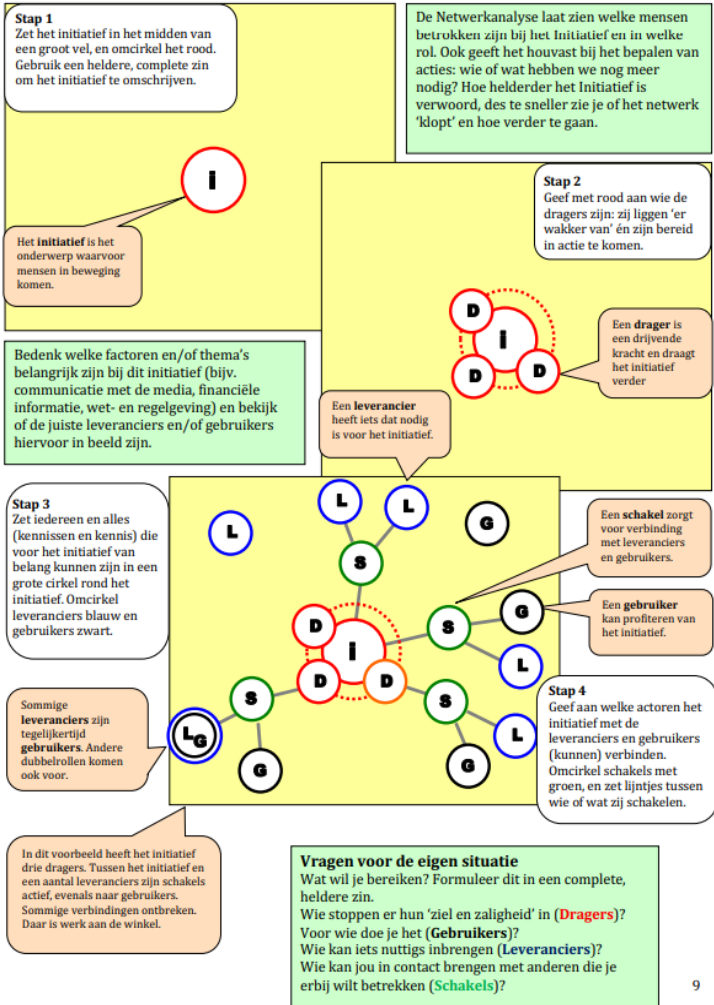 Stap 1
Zet het initiatief in het midden van
een groot vel, en omcirkel het rood.
Gebruik een heldere, complete zin
om het initiatief te omschrijven.
De Netwerkanalyse laat zien welke mensen
betrokken zijn bij het Initiatief en in welke
rol. Ook geeft het houvast bij het bepalen van
acties: wie of wat hebben we nog meer
nodig? Hoe helderder het Initiatief is
verwoord, des te sneller zie je of het netwerk
‘klopt’ en hoe verder te gaan.
i
Het initiatief is het
onderwerp waarvoor
mensen in beweging
komen.
Stap 2
Geef met rood aan wie de
dragers zijn: zij liggen ‘er
wakker van’ én zijn bereid
in actie te komen.
D
i
D
D
Een drager is
een drijvende
kracht en draagt
het initiatief
verder
Bedenk welke factoren en/of thema’s
belangrijk zijn bij dit initiatief (bijv.
communicatie met de media, financiële
informatie, wet- en regelgeving) en bekijk
of de juiste leveranciers en/of gebruikers
hiervoor in beeld zijn.
Een leverancier
heeft iets dat nodig
is voor het initiatief.
Stap 3
Zet iedereen en alles
(kennissen en kennis) die
voor het initiatief van
belang kunnen zijn in een
grote cirkel rond het
initiatief. Omcirkel
leveranciers blauw en
gebruikers zwart.
L
L
L
G
S
D
i
D
D
S
G
L
S
LG
G
S
L
G
Een schakel zorgt
voor verbinding
met leveranciers
en gebruikers.
Een gebruiker
kan profiteren van
het initiatief.
Sommige
leveranciers zijn
tegelijkertijd
gebruikers. Andere
dubbelrollen komen
ook voor.
Stap 4
Geef aan welke actoren het
initiatief met de
leveranciers en gebruikers
(kunnen) verbinden.
Omcirkel schakels met
groen, en zet lijntjes tussen
wie of wat zij schakelen.
In dit voorbeeld heeft het initiatief
drie dragers. Tussen het initiatief en
een aantal leveranciers zijn schakels
actief, evenals naar gebruikers.
Sommige verbindingen ontbreken.
Daar is werk aan de winkel.
Vragen voor de eigen situatie
Wat wil je bereiken? Formuleer dit in een complete,
heldere zin.
Wie stoppen er hun ‘ziel en zaligheid’ in (Dragers)?
Voor wie doe je het (Gebruikers)?
Wie kan iets nuttigs inbrengen (Leveranciers)?
Wie kan jou in contact brengen met anderen die je
erbij wilt betrekken (Schakels)?
9